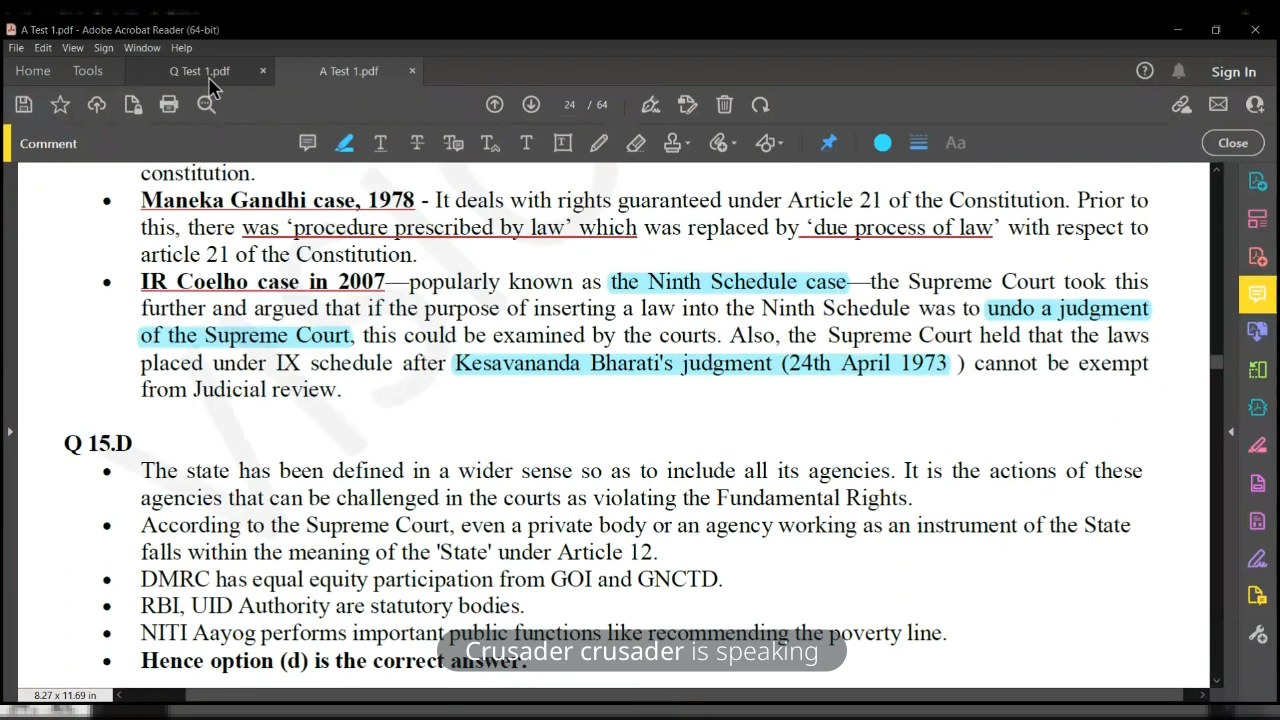 A Test 1.pdf - Adobe Acrobat Reader (64-bit)
File Edit View Sign Window Help
Home Tools Q Test 1.pdf × A Test 1.pdf × Sign In
24 / 64
Comment Aa Close
constitution.
• Maneka Gandhi case, 1978 - It deals with rights guaranteed under Article 21 of the Constitution. Prior to
this, there was ‘procedure prescribed by law’ which was replaced by ‘due process of law’ with respect to
article 21 of the Constitution.
• IR Coelho case in 2007—popularly known as the Ninth Schedule case—the Supreme Court took this
further and argued that if the purpose of inserting a law into the Ninth Schedule was to undo a judgment
of the Supreme Court, this could be examined by the courts. Also, the Supreme Court held that the laws
placed under IX schedule after Kesavananda Bharati's judgment (24th April 1973 ) cannot be exempt
from Judicial review.
Q 15.D
• The state has been defined in a wider sense so as to include all its agencies. It is the actions of these
agencies that can be challenged in the courts as violating the Fundamental Rights.
• According to the Supreme Court, even a private body or an agency working as an instrument of the State
falls within the meaning of the 'State' under Article 12.
• DMRC has equal equity participation from GOI and GNCTD.
• RBI, UID Authority are statutory bodies.
• NITI Aayog performs important public functions like recommending the poverty line.
• Hence option (d) is the correct answer.
Crusader crusader is speaking
8.27 x 11.69 in